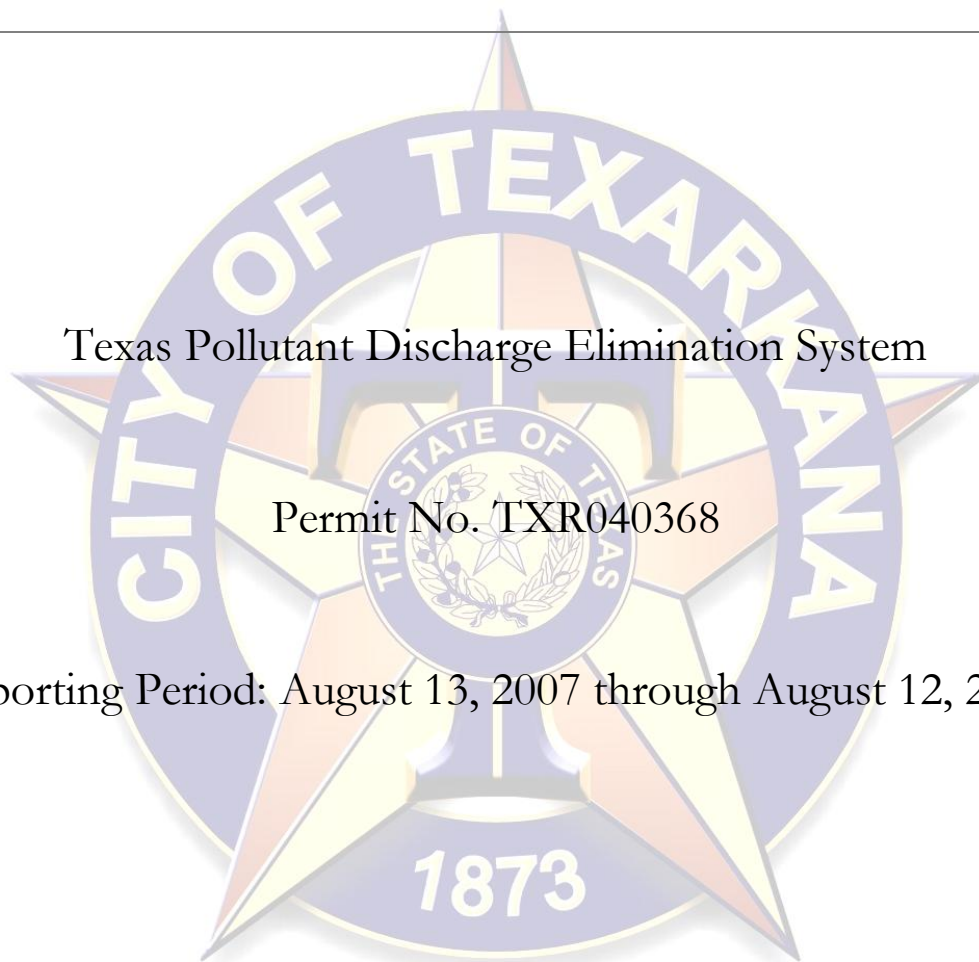 CITY OF TEXARKANA
Texas Pollutant Discharge Elimination System
THE STATE OF TEXAS
Permit No. TXR040368
porting Period: August 13, 2007 through August 12, 2
1873